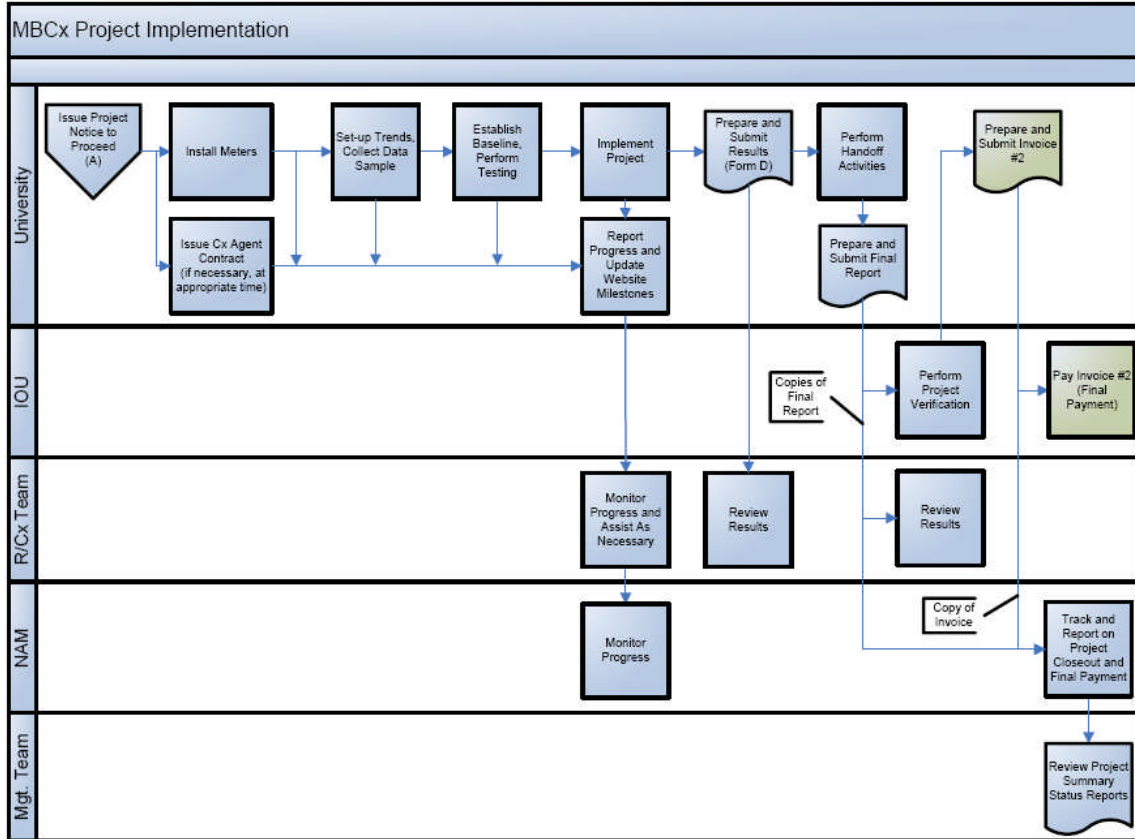 MBCx Project Implementation
University
Issue Project
Notice to
Proceed
(A)
Install Meters
Set-up Trends,
Collect Data
Sample
Establish
Baseline,
Perform
Testing
Implement
Project
Prepare and
Submit
Results
(Form D)
Perform
Handoff
Activities
Prepare and
Submit Invoice
#2
Issue Cx Agent
Contract
(if necessary, at
appropriate time)
Report
Progress and
Update
Website
Milestones
Prepare and
Submit Final
Report
IOU
Copies of
Final
Report
Perform
Project
Verification
Pay Invoice #2
(Final
Payment)
R/Cx Team
Monitor
Progress and
Assist As
Necessary
Review
Results
Review
Results
NAM
Monitor
Progress
Copy of
Invoice
Track and
Report on
Project
Closeout and
Final Payment
Mgt. Team
Review Project
Summary
Status Reports